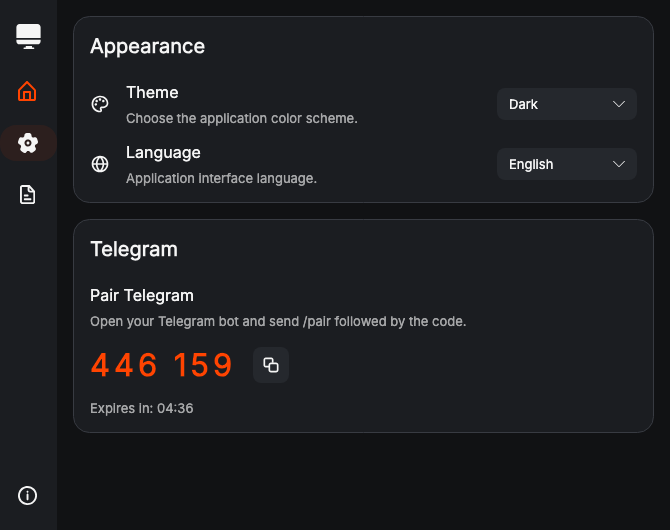 Appearance
Theme
Choose the application color scheme.
Dark
Language
Application interface language.
English
Telegram
Pair Telegram
Open your Telegram bot and send /pair followed by the code.
446 159
Expires in: 04:36